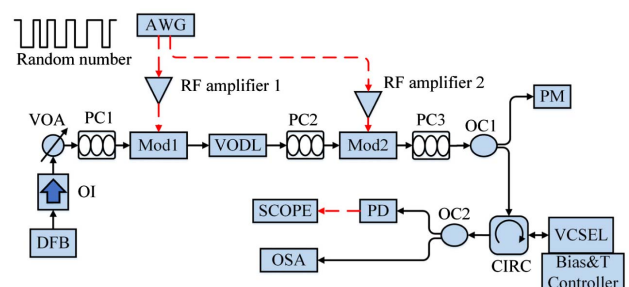 AWG
Random number
RF amplifier 1
RF amplifier 2
VOA
PC1
Mod1
VODL
PC2
Mod2
PC3
OC1
PM
OI
DFB
SCOPE
PD
OC2
OSA
CIRC
VCSEL
Bias&T
Controller